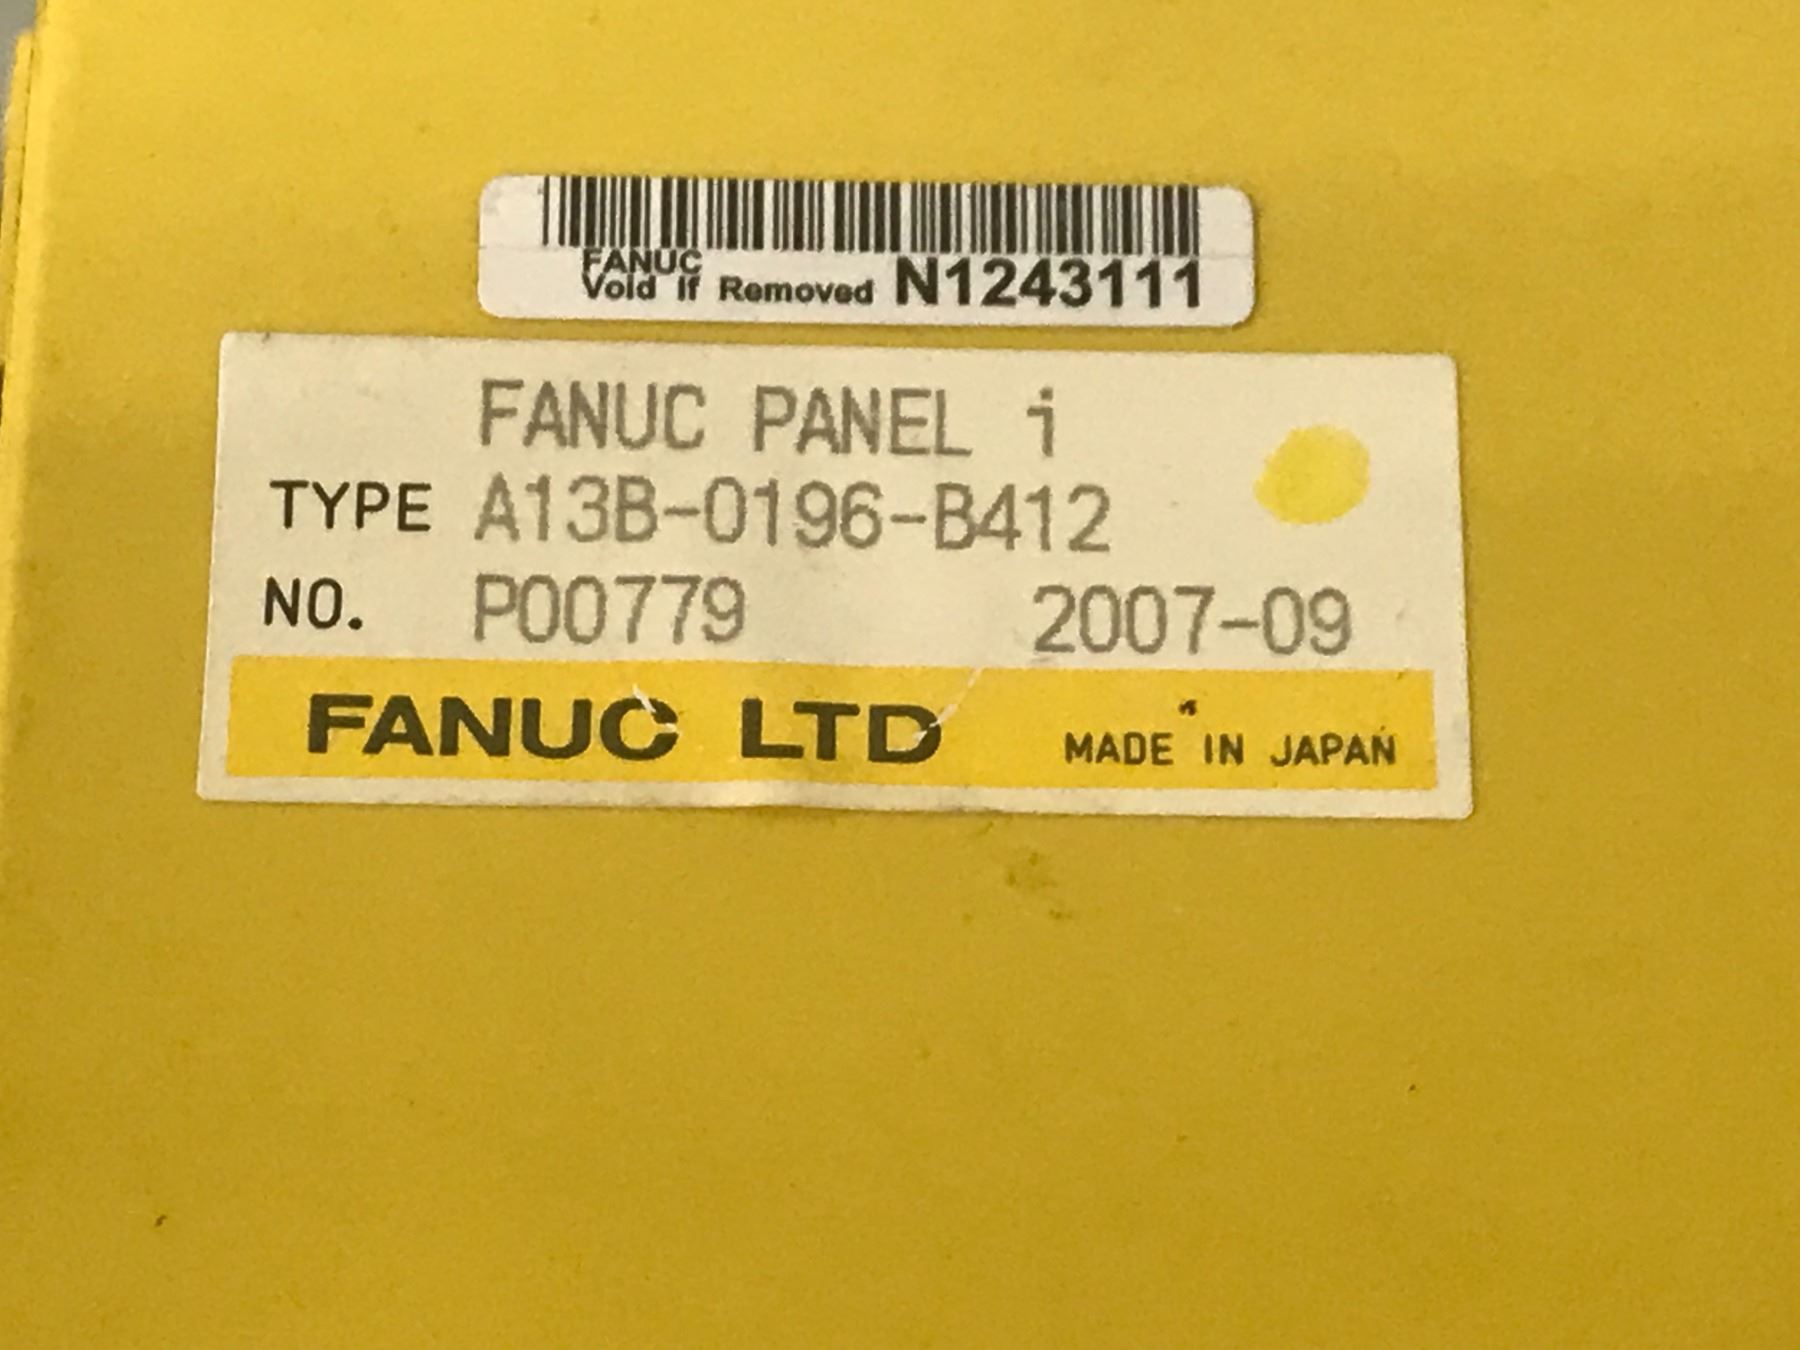 FANUC
Void If Removed N1243111
FANUC PANEL i
TYPE A13B-0196-B412
NO. P00779 2007-09
FANUC LTD MADE IN JAPAN